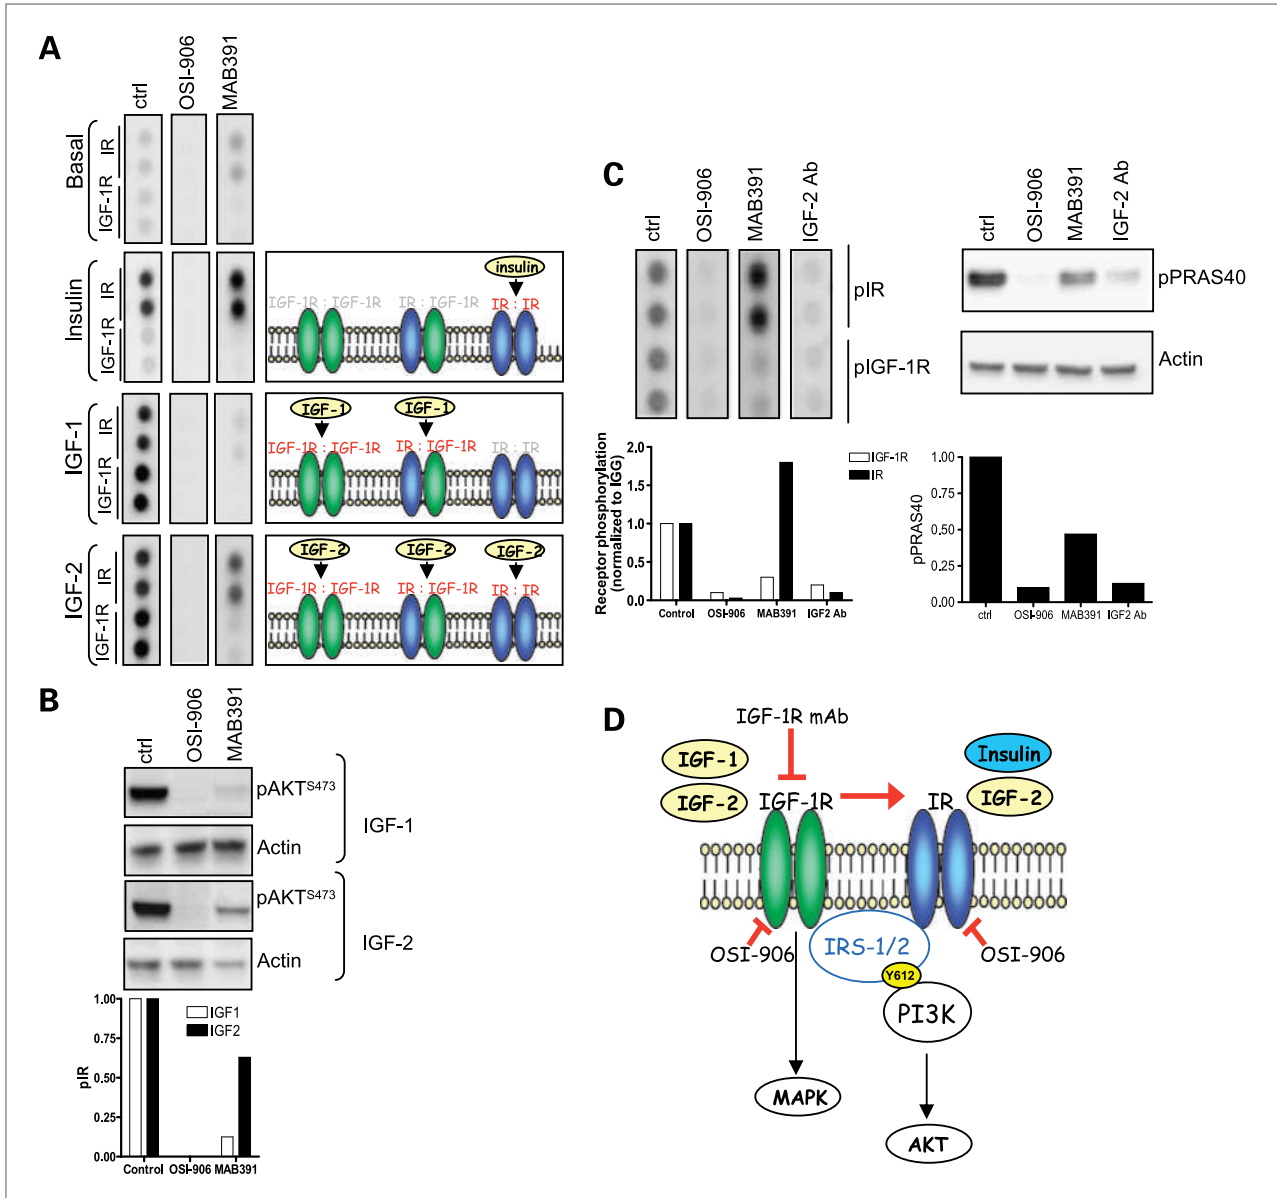 A
ctrl
OSI-906
MAB391
Basal
IR
IGF-1R
Insulin
IR
IGF-1R
insulin
IGF-1R : IGF-1R
IR : IGF-1R
IR : IR
IGF-1
IR
IGF-1R
IGF-1
IGF-1
IGF-1R : IGF-1R
IR : IGF-1R
IR : IR
IGF-2
IR
IGF-1R
IGF-2
IGF-2
IGF-2
IGF-1R : IGF-1R
IR : IGF-1R
IR : IR
B
ctrl
OSI-906
MAB391
pAKTS473
Actin
IGF-1
pAKTS473
Actin
IGF-2
1.00
0.75
0.50
0.25
0.00
pIR
IGF1
IGF2
Control
OSI-906
MAB391
C
ctrl
OSI-906
MAB391
IGF-2 Ab
pIR
pIGF-1R
ctrl
OSI-906
MAB391
IGF-2 Ab
pPRAS40
Actin
Receptor phosphorylation
(normalized to IGG)
2.0
1.5
1.0
0.5
0.0
IGF-1R
IR
Control
OSI-906
MAB391
IGF2 Ab
pPRAS40
1.00
0.75
0.50
0.25
0.00
ctrl
OSI-906
MAB391
IGF2 Ab
D
IGF-1R mAb
IGF-1
IGF-2
IGF-1R
IR
Insulin
IGF-2
OSI-906
IRS-1/2
OSI-906
Y612
PI3K
MAPK
AKT